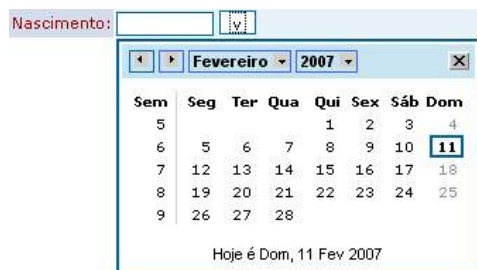 Nascimento: v
Fevereiro 2007 X
Sem Seg Ter Qua Qui Sex Sáb Dom
5 1 2 3 4
6 5 6 7 8 9 10 11
7 12 13 14 15 16 17 18
8 19 20 21 22 23 24 25
9 26 27 28
Hoje é Dom, 11 Fev 2007